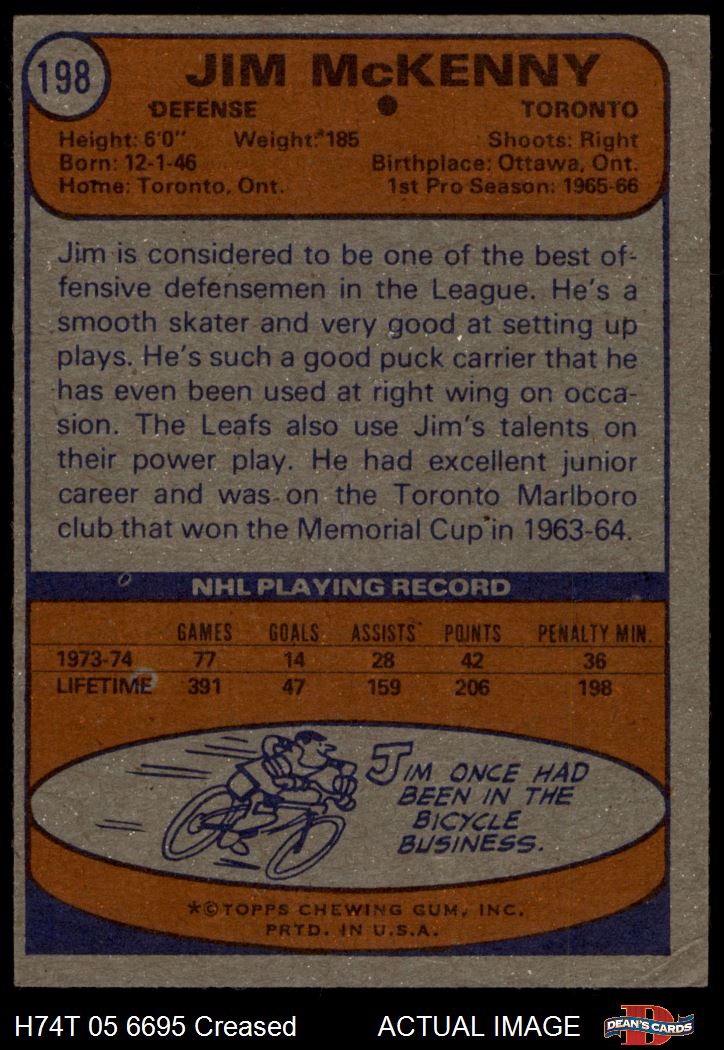 198
JIM McKENNY
DEFENSE ● TORONTO
Height: 6'0" Weight: 185 Shoots: Right
Born: 12-1-46 Birthplace: Ottawa, Ont.
Home: Toronto, Ont. 1st Pro Season: 1965-66
Jim is considered to be one of the best of-
fensive defensemen in the League. He's a
smooth skater and very good at setting up
plays. He's such a good puck carrier that he
has even been used at right wing on occa-
sion. The Leafs also use Jim's talents on
their power play. He had excellent junior
career and was on the Toronto Marlboro
club that won the Memorial Cup in 1963-64.
NHL PLAYING RECORD
GAMES GOALS ASSISTS POINTS PENALTY MIN.
1973-74 77 14 28 42 36
LIFETIME 391 47 159 206 198
JIM ONCE HAD
BEEN IN THE
BICYCLE
BUSINESS.
*©TOPPS CHEWING GUM, INC.
PRTD. IN U.S.A.
H74T 05 6695 Creased ACTUAL IMAGE
D
DEAN'S CARDS